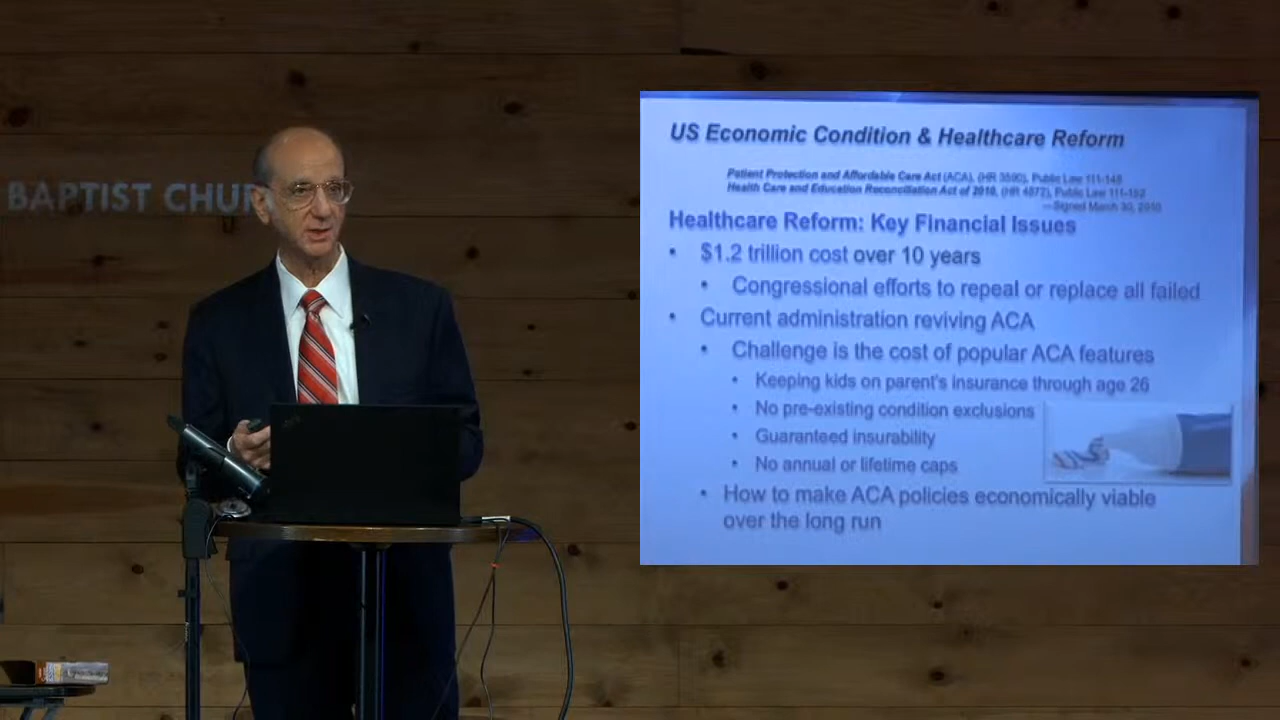 BAPTIST CHUR
US Economic Condition & Healthcare Reform
Patient Protection and Affordable Care Act (ACA), (HR 3590), Public Law 111-148
Health Care and Education Reconciliation Act of 2010, (HR 4872), Public Law 111-152
—Signed March 30, 2010
Healthcare Reform: Key Financial Issues
• $1.2 trillion cost over 10 years
• Congressional efforts to repeal or replace all failed
• Current administration reviving ACA
• Challenge is the cost of popular ACA features
• Keeping kids on parent's insurance through age 26
• No pre-existing condition exclusions
• Guaranteed insurability
• No annual or lifetime caps
• How to make ACA policies economically viable
over the long run